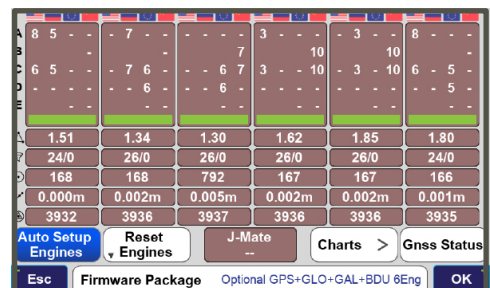 A 8 5 - - - 7 - - - - - - 3 - - - - 3 - - 8 - - -
B - - 7 10 10 -
C 6 5 - - - 7 6 - - - 6 7 3 - - 10 - 3 - 10 6 - 5 -
D - - - - - - 6 - - - 6 - - - - - - - - - - - 5 -
E - - - - - - - - - - - -
1.51 1.34 1.30 1.62 1.85 1.80
24/0 26/0 26/0 26/0 26/0 24/0
168 168 792 167 167 166
0.000m 0.002m 0.005m 0.002m 0.002m 0.001m
3932 3936 3937 3936 3936 3935
Auto Setup Engines
Reset Engines
J-Mate
--
Charts >
Gnss Status
Esc Firmware Package Optional GPS+GLO+GAL+BDU 6Eng OK